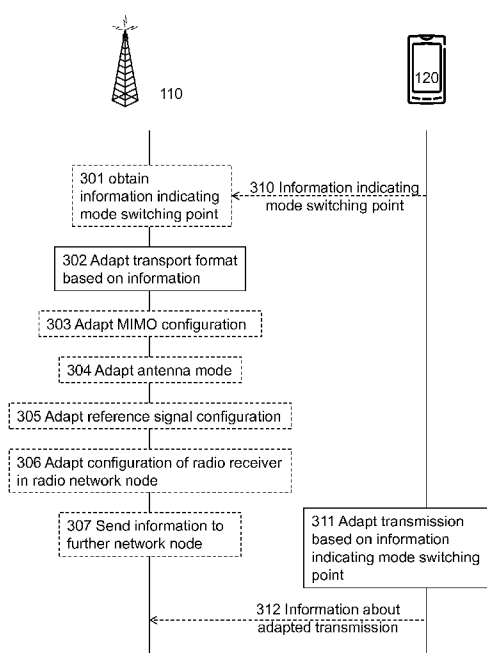 110
120
301 obtain
information indicating
mode switching point
310 Information indicating
mode switching point
302 Adapt transport format
based on information
303 Adapt MIMO configuration
304 Adapt antenna mode
305 Adapt reference signal configuration
306 Adapt configuration of radio receiver
in radio network node
307 Send information to
further network node
311 Adapt transmission
based on information
indicating mode switching
point
312 Information about
adapted transmission